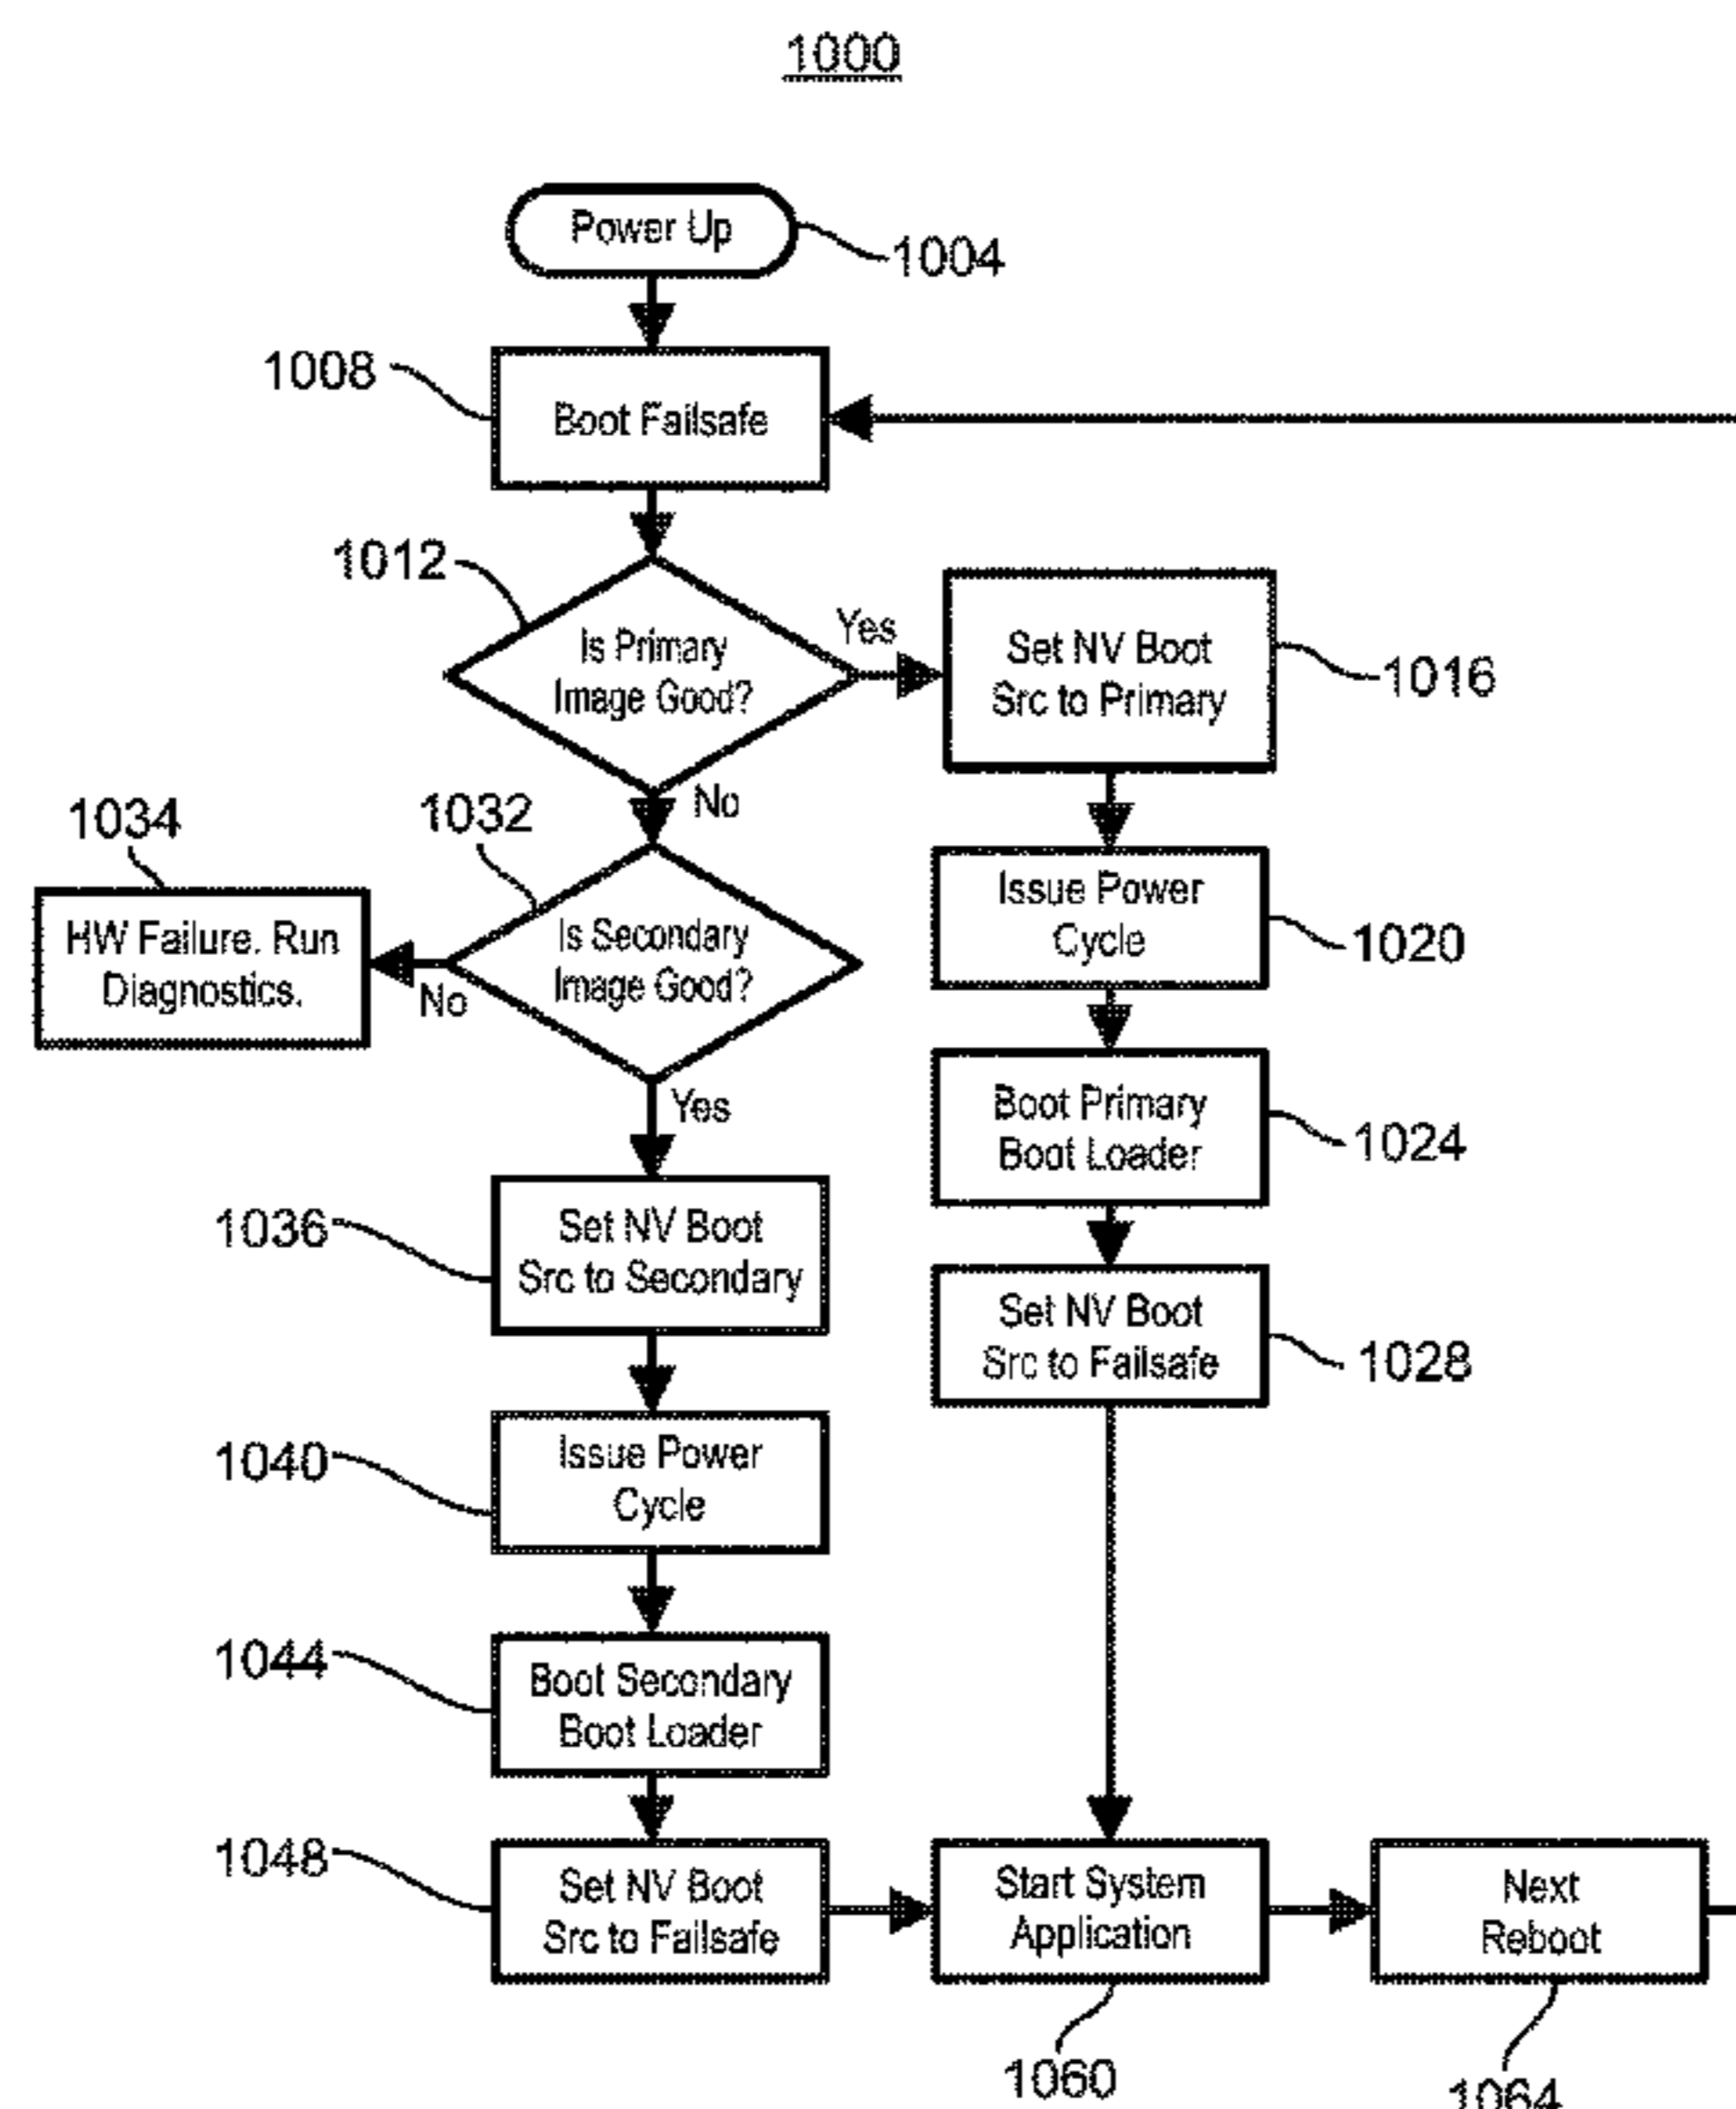 1000
Power Up
1004
1008
Boot Failsafe
1012
Is Primary
Image Good?
Yes
Set NV Boot
Src to Primary
1016
No
1034
1032
HW Failure. Run
Diagnostics.
No
Is Secondary
Image Good?
Issue Power
Cycle
1020
Yes
Boot Primary
Boot Loader
1024
1036
Set NV Boot
Src to Secondary
Set NV Boot
Src to Failsafe
1028
1040
Issue Power
Cycle
1044
Boot Secondary
Boot Loader
1048
Set NV Boot
Src to Failsafe
Start System
Application
Next
Reboot
1060
1064